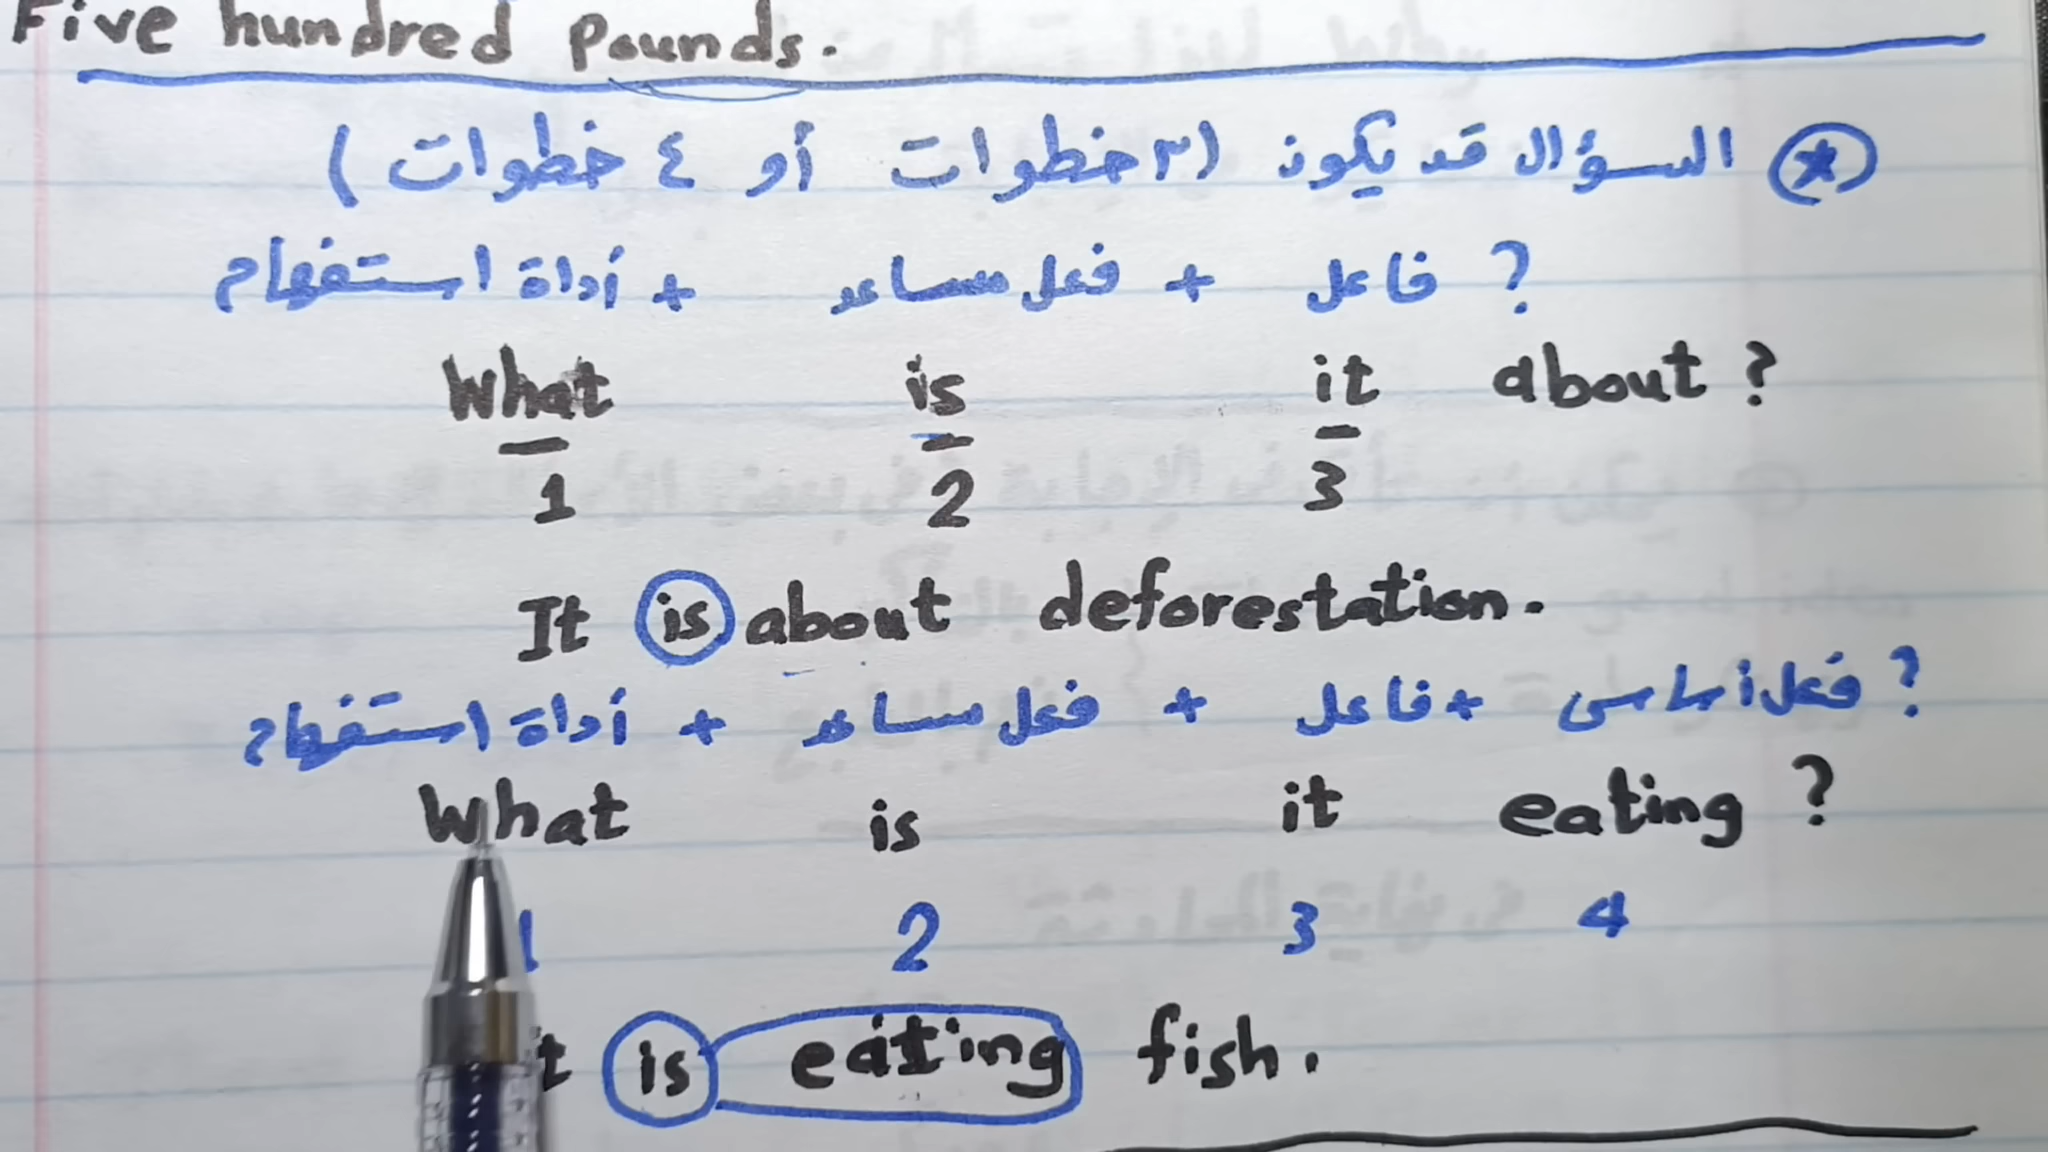 Five hundred Pounds.
* السؤال قد يكون (٣ خطوات أو ٤ خطوات)
أداة استفهام + فعل مساعد + فاعل ?
What is it about ?
1 2 3
It is about deforestation.
أداة استفهام + فعل مساعد + فاعل + فعل أساسى ?
What is it eating ?
1 2 3 4
t is eating fish.